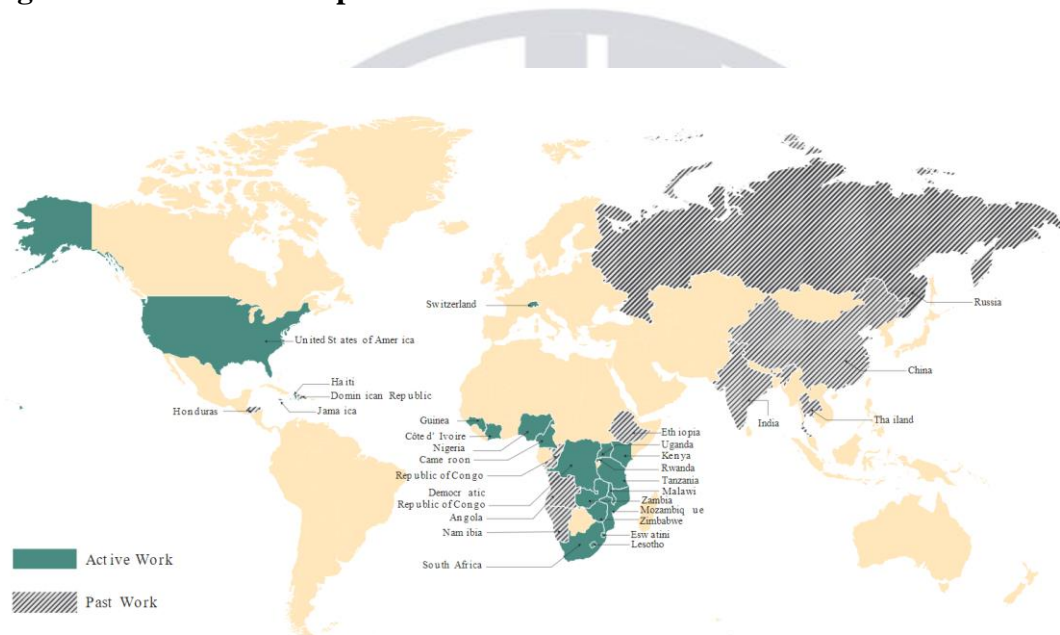 Switzerland
Russia
United States of America
China
Haiti
Dominican Republic
Honduras
Jamaica
India
Thailand
Guinea
Côte d' Ivoire
Nigeria
Cameroon
Republic of Congo
Democratic
Republic of Congo
Angola
Namibia
South Africa
Ethiopia
Uganda
Kenya
Rwanda
Tanzania
Malawi
Zambia
Mozambique
Zimbabwe
Eswatini
Lesotho
Active Work
Past Work